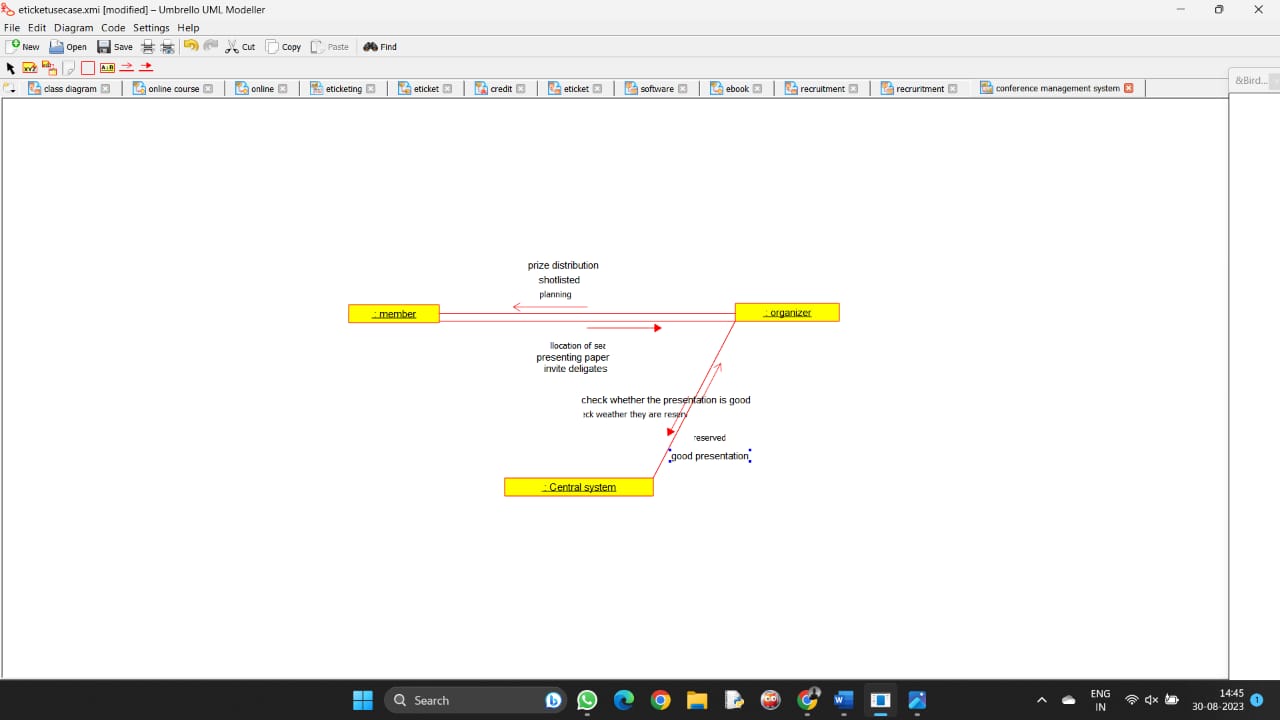 eticketusecase.xmi [modified] – Umbrello UML Modeller
File Edit Diagram Code Settings Help
New Open Save Cut Copy Paste Find
class diagram online course online eticketing eticket credit eticket software ebook recruitment recruritment conference management system
&Bird...
prize distribution
shotlisted
planning
: member
: organizer
llocation of sea
presenting paper
invite deligates
check whether the presentation is good
eck weather they are reserv
reserved
good presentation
: Central system
Search
ENG
IN
14:45
30-08-2023
1